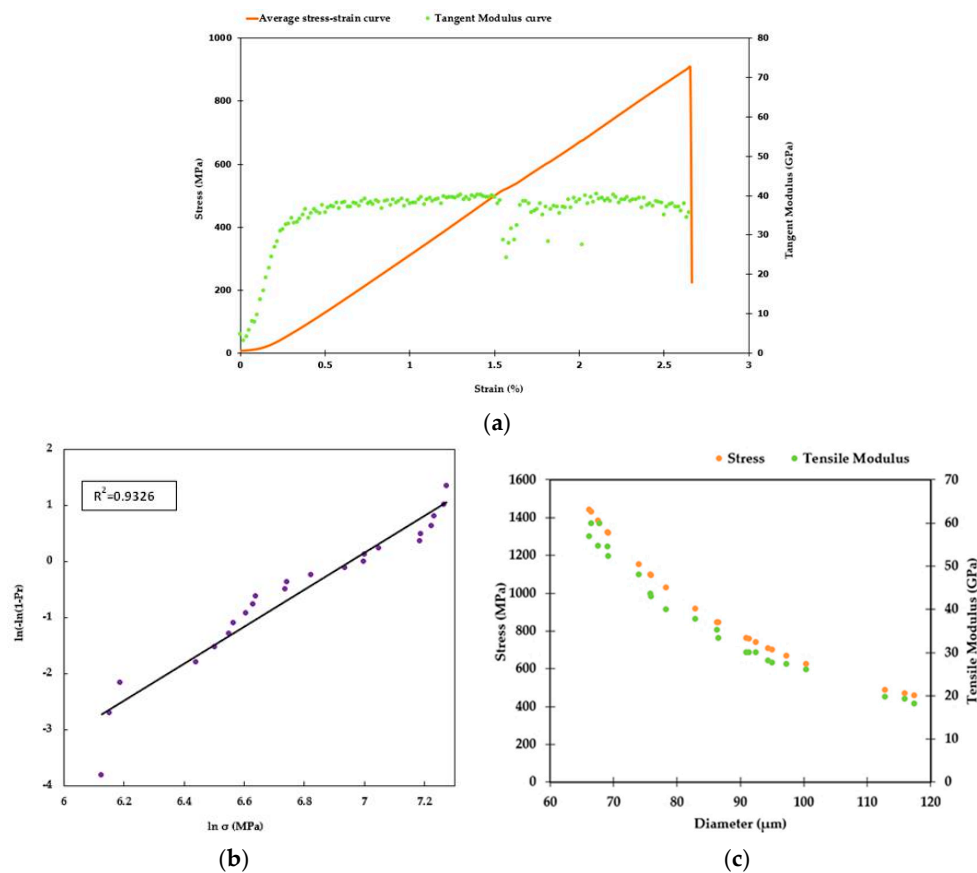 Average stress-strain curve Tangent Modulus curve
1000 80
70
800
60
600 50
40
400 30
20
200
10
0 0
0 0.5 1 1.5 2 2.5 3
Stress (MPa)
Tangent Modulus (GPa)
Strain (%)
(a)
2
1
0
-1
-2
-3
-4
R²=0.9326
ln(-ln(1-Pr)
6 6.2 6.4 6.6 6.8 7 7.2
ln σ (MPa)
(b)
Stress Tensile Modulus
1600 70
1400 60
1200 50
1000
800 40
600 30
400 20
200 10
0 0
60 70 80 90 100 110 120
Stress (MPa)
Tensile Modulus (GPa)
Diameter (μm)
(c)